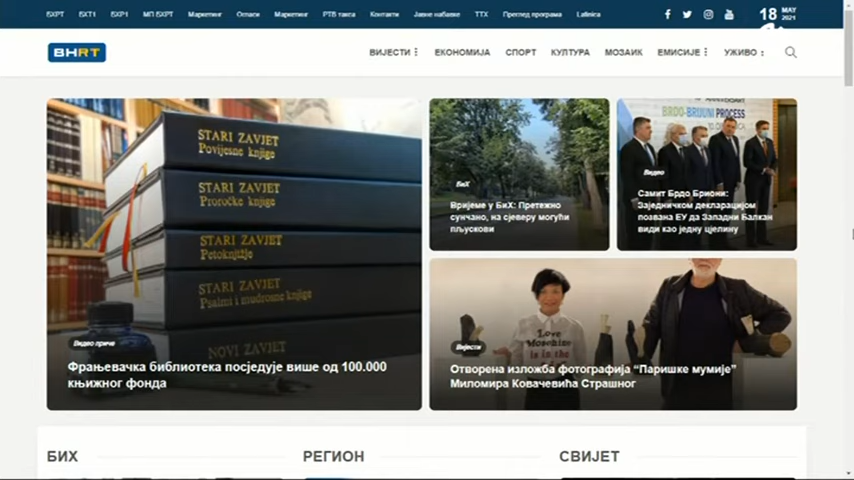 БХРТ БХТ1 БХР1 МП БХРТ Маркетинг Огласи Маркетинг РТВ такса Контакти Јавне набавке ТТХ Преглед програма Latinica
18 MAY
2021
BHRT
ВИЈЕСТИ ЕКОНОМИЈА СПОРТ КУЛТУРА МОЗАИК ЕМИСИЈЕ УЖИВО
STARI ZAVJET
Povijesne knjige
STARI ZAVJET
Proročke knjige
STARI ZAVJET
Petoknjižje
STARI ZAVJET
Psalmi i mudrosne knjige
NOVI ZAVJET
Видео приче
Фрањевачка библиотека посједује више од 100.000
књижног фонда
БиХ
Вријеме у БиХ: Претежно
сунчано, на сјеверу могући
пљускови
BRDO-BRIJUNI PROCESS
Видео
Самит Брдо Бриони:
Заједничком декларацијом
позвана ЕУ да Западни Балкан
види као једну цјелину
Love
Moschino
is in the
Вијести
Отворена изложба фотографија “Паришке мумије”
Миломира Ковачевића Страшног
БИХ
РЕГИОН
СВИЈЕТ